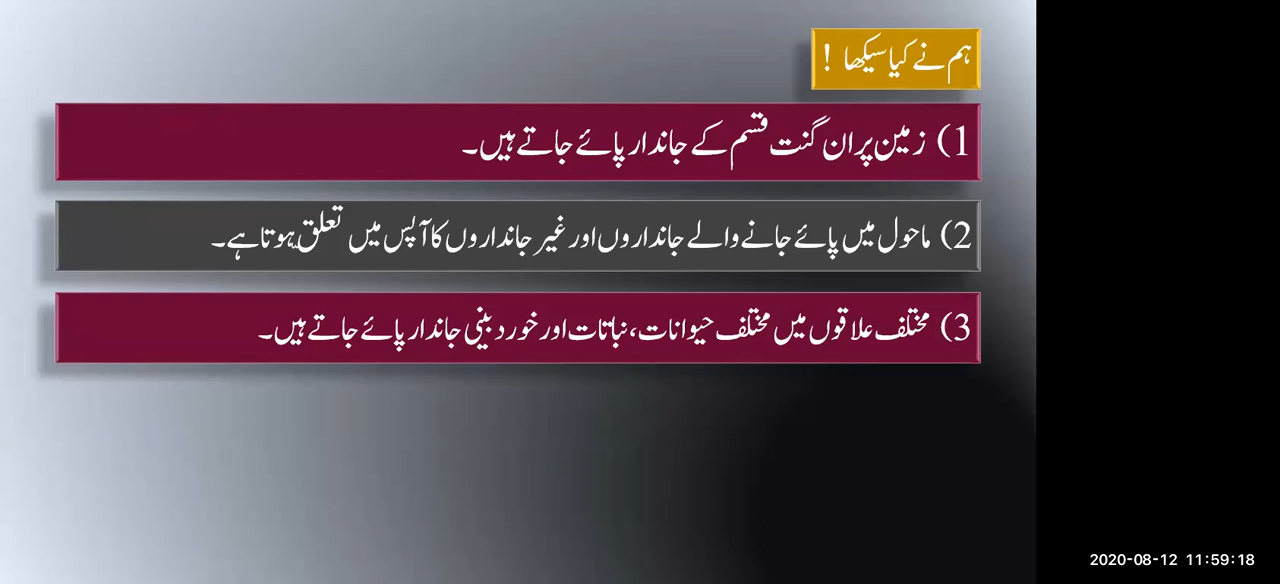 ہم نے کیا سیکھا !
1) زمین پر ان گنت قسم کے جاندار پائے جاتے ہیں۔
2) ماحول میں پائے جانے والے جانداروں اور غیر جانداروں کا آپس میں تعلق ہوتا ہے۔
3) مختلف علاقوں میں مختلف حیوانات، نباتات اور خورد بینی جاندار پائے جاتے ہیں۔
2020-08-12 11:59:18